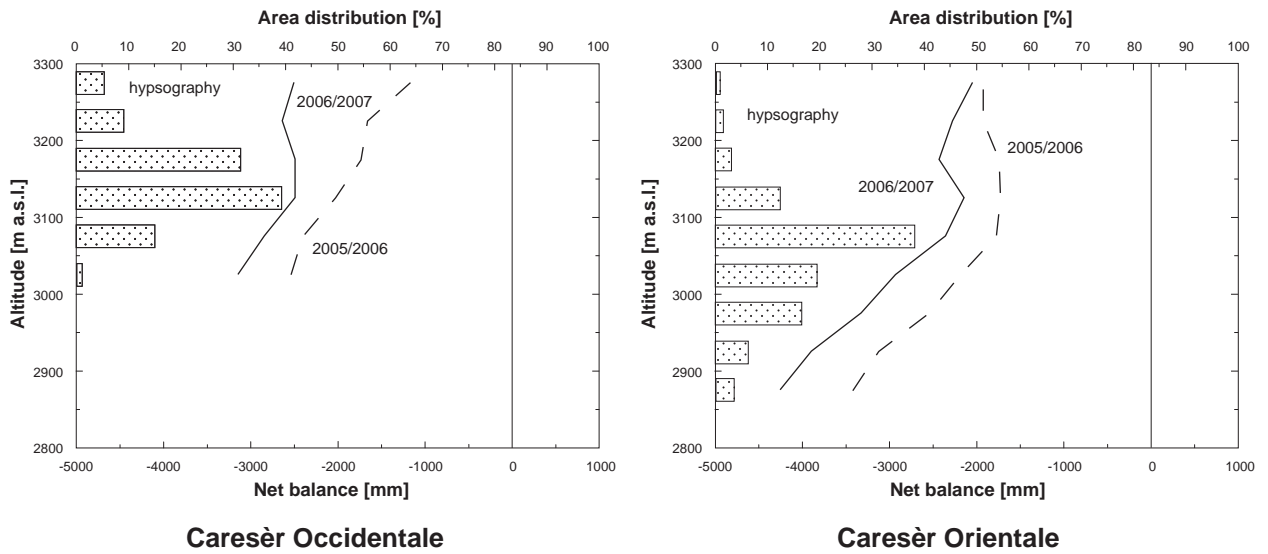 Area distribution [%]
0 10 20 30 40 50 60 70 80 90 100
3300
3200
3100
3000
2900
2800
Altitude [m a.s.l.]
hypsography
2006/2007
2005/2006
-5000 -4000 -3000 -2000 -1000 0 1000
Net balance [mm]
Caresèr Occidentale
Area distribution [%]
0 10 20 30 40 50 60 70 80 90 100
3300
3200
3100
3000
2900
2800
Altitude [m a.s.l.]
hypsography
2005/2006
2006/2007
-5000 -4000 -3000 -2000 -1000 0 1000
Net balance [mm]
Caresèr Orientale